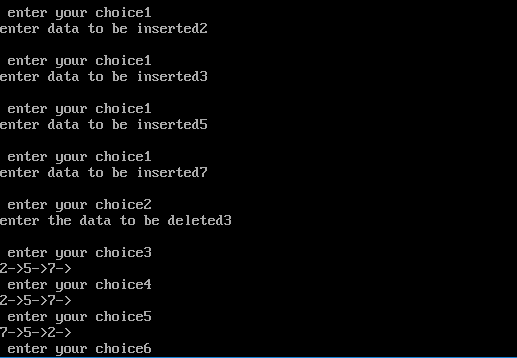 enter your choice1
enter data to be inserted2
enter your choice1
enter data to be inserted3
enter your choice1
enter data to be inserted5
enter your choice1
enter data to be inserted7
enter your choice2
enter the data to be deleted3
enter your choice3
2->5->7->
enter your choice4
2->5->7->
enter your choice5
7->5->2->
enter your choice6